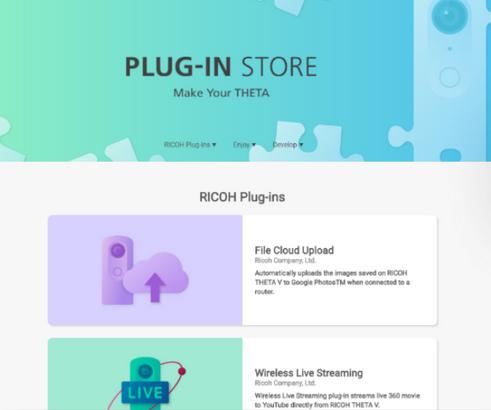 PLUG-IN STORE
Make Your THETA
RICOH Plug-ins ▼ Enjoy ▼ Develop ▼
RICOH Plug-ins
File Cloud Upload
Ricoh Company, Ltd.
Automatically uploads the images saved on RICOH
THETA V to Google PhotosTM when connected to a
router.
LIVE
Wireless Live Streaming
Ricoh Company, Ltd.
Wireless Live Streaming plug-in streams live 360 movie
to YouTube directly from RICOH THETA V.